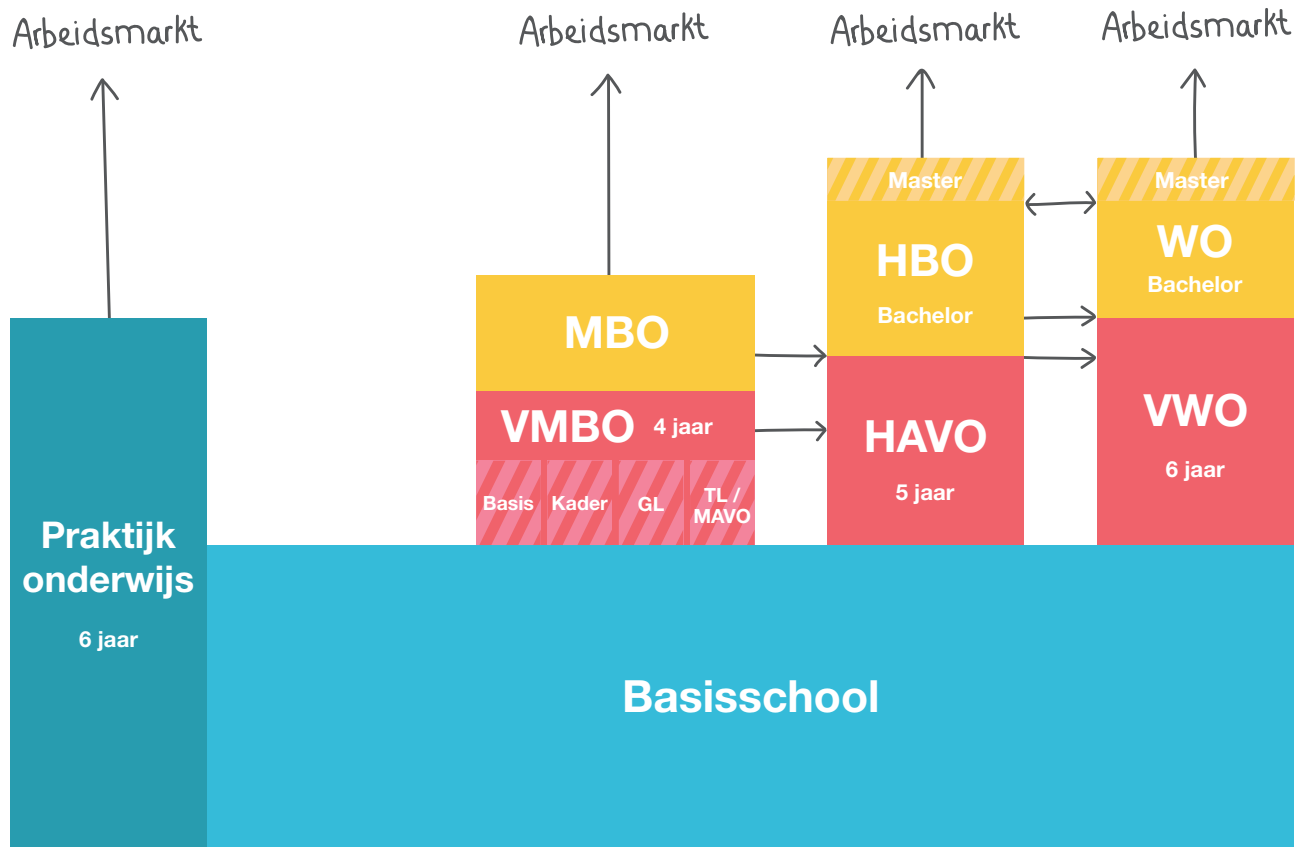 Arbeidsmarkt
Arbeidsmarkt
Arbeidsmarkt
Arbeidsmarkt
Master
HBO
Bachelor
Master
WO
Bachelor
MBO
VMBO 4 jaar
Basis
Kader
GL
TL /
MAVO
HAVO
5 jaar
VWO
6 jaar
Praktijk
onderwijs
6 jaar
Basisschool